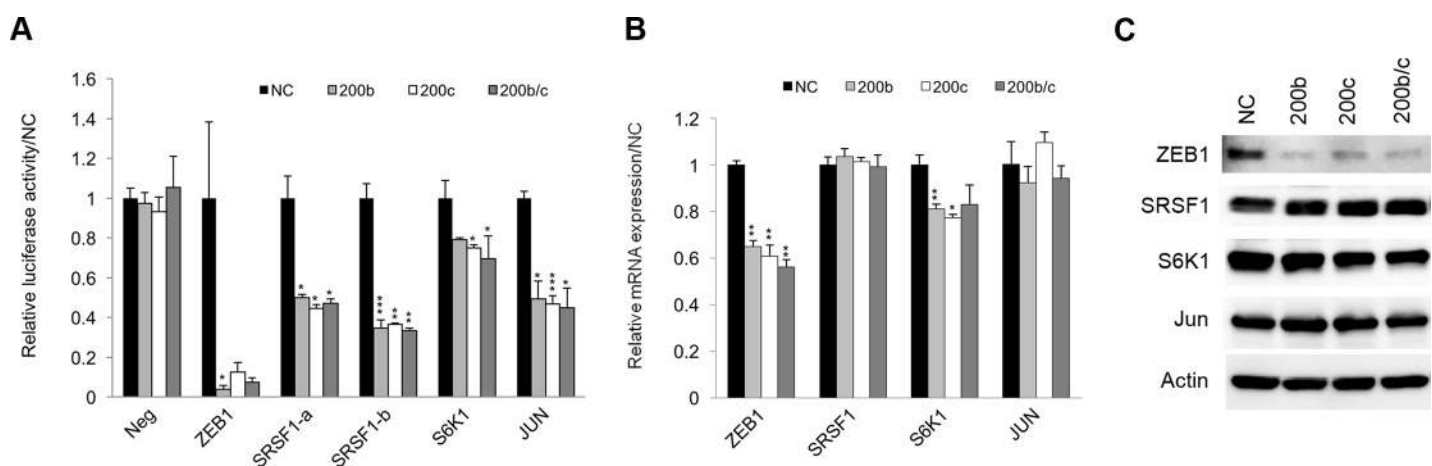 A
Relative luciferase activity/NC
1.6
1.4
1.2
1
0.8
0.6
0.4
0.2
0
NC 200b 200c 200b/c
*
* * *
*** ** **
* *
* *** *
Neg ZEB1 SRSF1-a SRSF1-b S6K1 JUN
B
Relative mRNA expression/NC
NC 200b 200c 200b/c
1.2
1
0.8
0.6
0.4
0.2
0
** ** **
** *
ZEB1 SRSF1 S6K1 JUN
C
NC 200b 200c 200b/c
ZEB1
SRSF1
S6K1
Jun
Actin